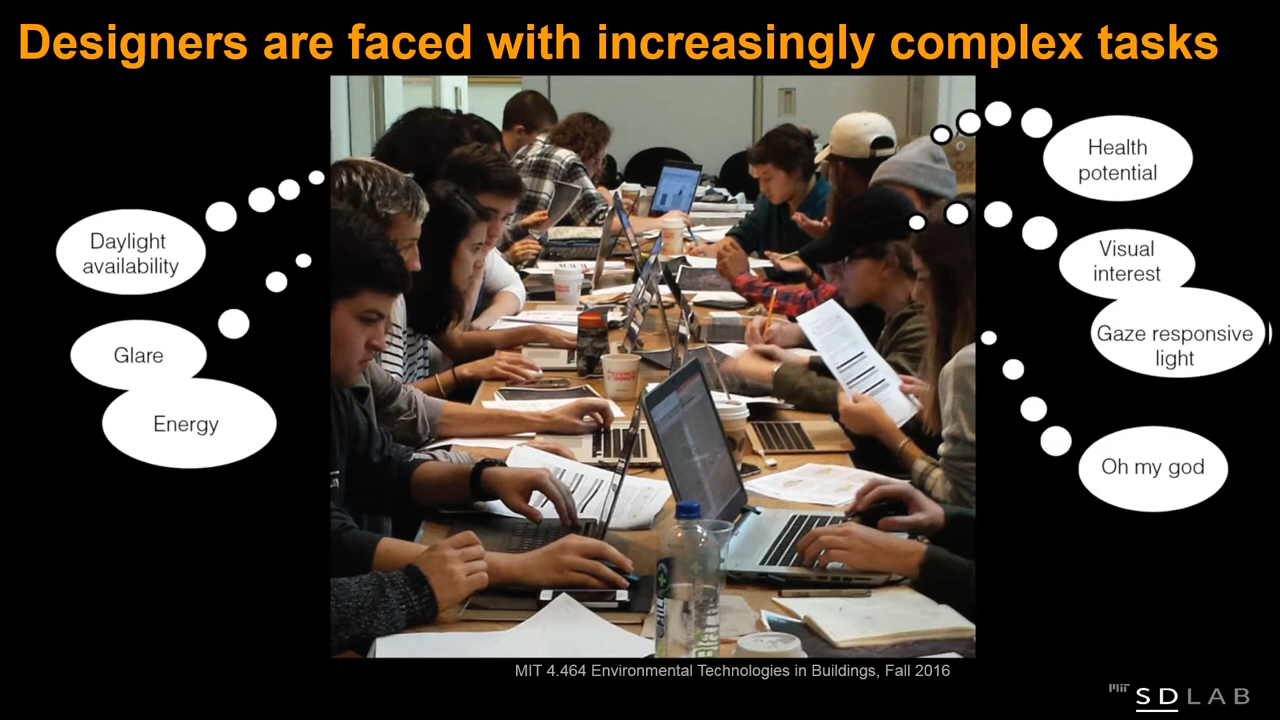 Designers are faced with increasingly complex tasks
Daylight
availability
Glare
Energy
Health
potential
Visual
interest
Gaze responsive
light
Oh my god
MIT 4.464 Environmental Technologies in Buildings, Fall 2016
MIT SDLAB